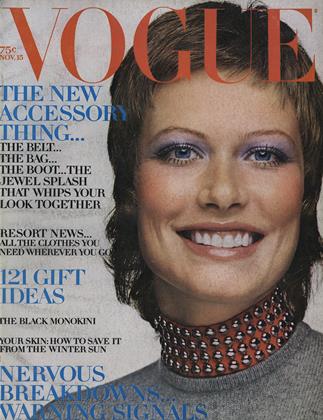 VOGUE
75¢
NOV. 15
THE NEW
ACCESSORY
THING...
THE BELT...
THE BAG...
THE BOOT...THE
JEWEL SPLASH
THAT WHIPS YOUR
LOOK TOGETHER
RESORT NEWS...
ALL THE CLOTHES YOU
NEED WHEREVER YOU GO
121 GIFT
IDEAS
THE BLACK MONOKINI
YOUR SKIN: HOW TO SAVE IT
FROM THE WINTER SUN
NERVOUS
BREAKDOWNS...
WARNING SIGNALS